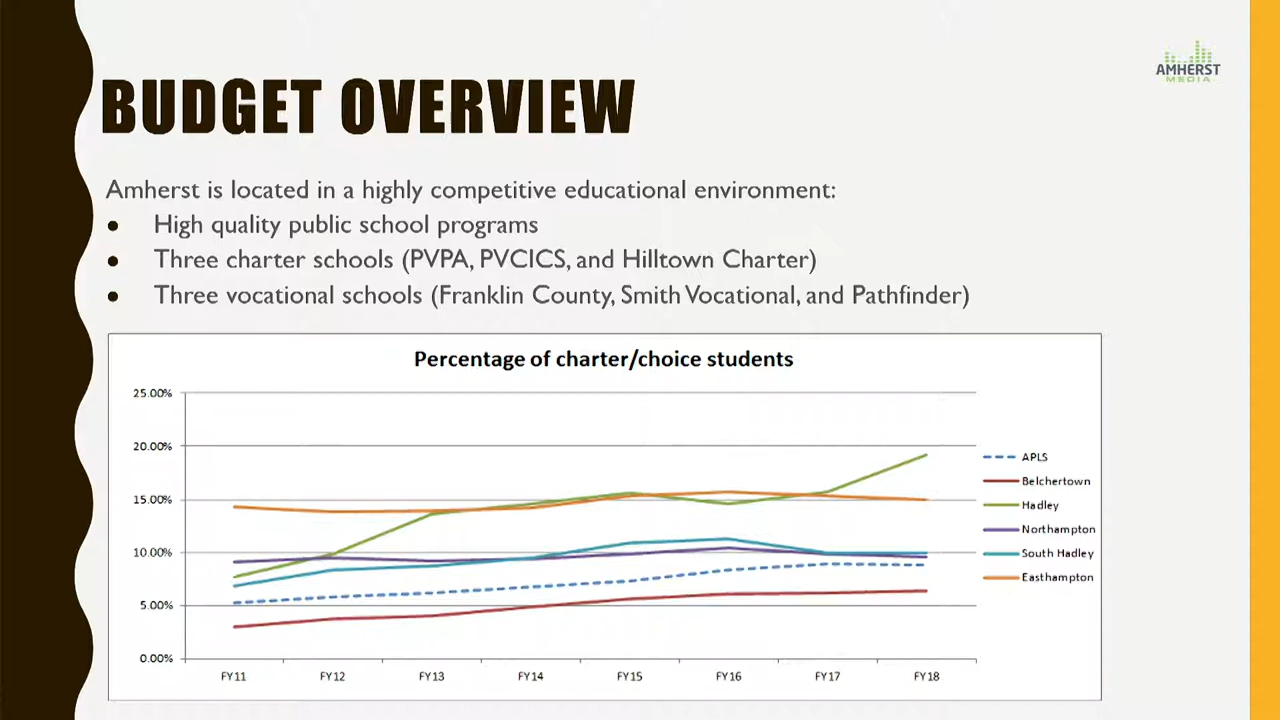 AMHERST
MEDIA
BUDGET OVERVIEW
Amherst is located in a highly competitive educational environment:
● High quality public school programs
● Three charter schools (PVPA, PVCICS, and Hilltown Charter)
● Three vocational schools (Franklin County, Smith Vocational, and Pathfinder)
Percentage of charter/choice students
25.00%
20.00%
15.00%
10.00%
5.00%
0.00%
FY11 FY12 FY13 FY14 FY15 FY16 FY17 FY18
APLS
Belchertown
Hadley
Northampton
South Hadley
Easthampton